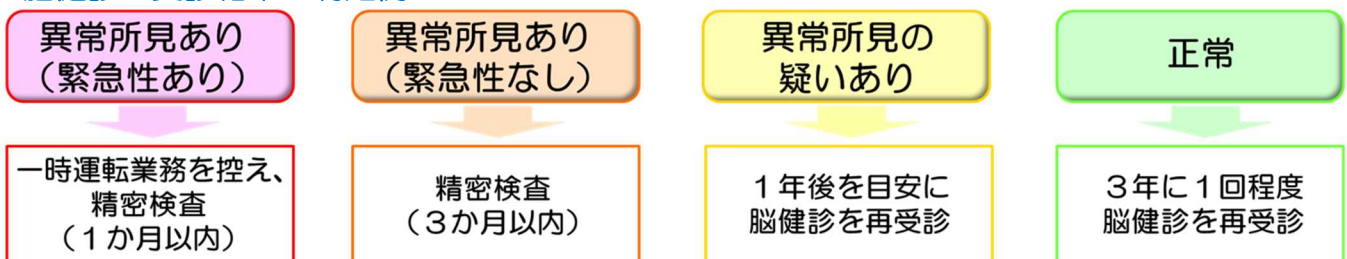 異常所見あり
（緊急性あり）
異常所見あり
（緊急性なし）
異常所見の
疑いあり
正常
一時運転業務を控え、
精密検査
（１か月以内）
精密検査
（３か月以内）
１年後を目安に
脳健診を再受診
３年に１回程度
脳健診を再受診